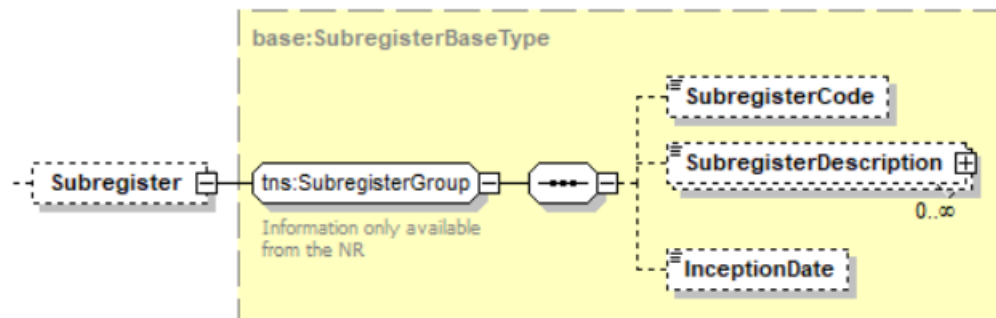 base:SubregisterBaseType
SubregisterCode
Subregister
tns:SubregisterGroup
SubregisterDescription
0..∞
Information only available
from the NR
InceptionDate